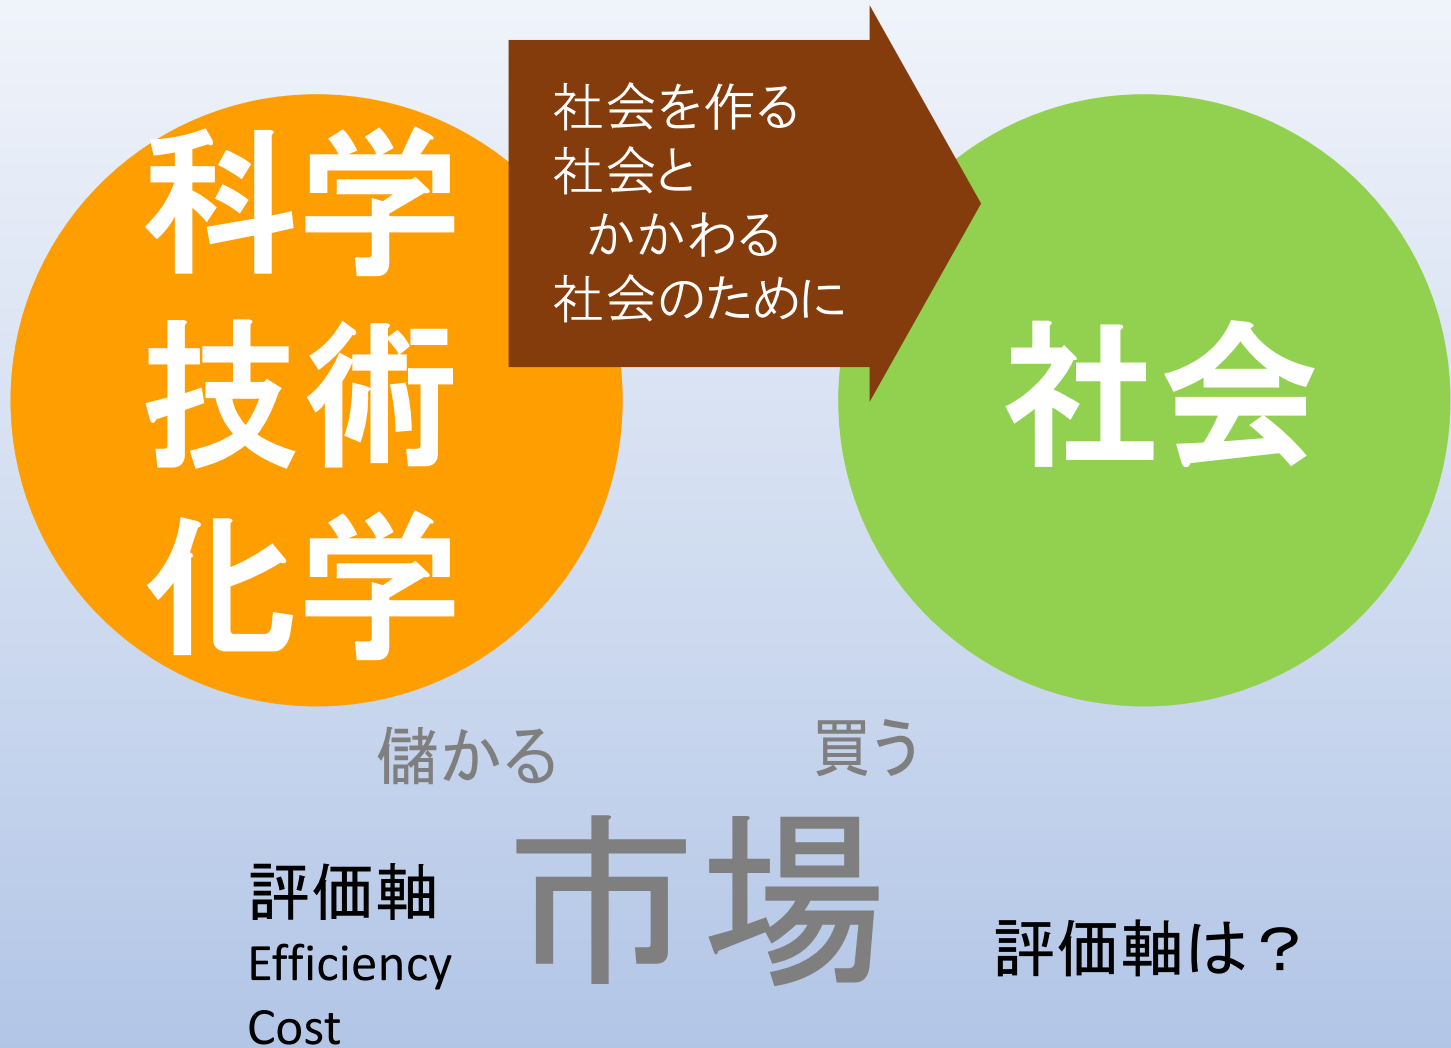 科学
技術
化学
社会を作る
社会と
かかわる
社会のために
社会
儲かる
買う
市場
評価軸
Efficiency
Cost
評価軸は？